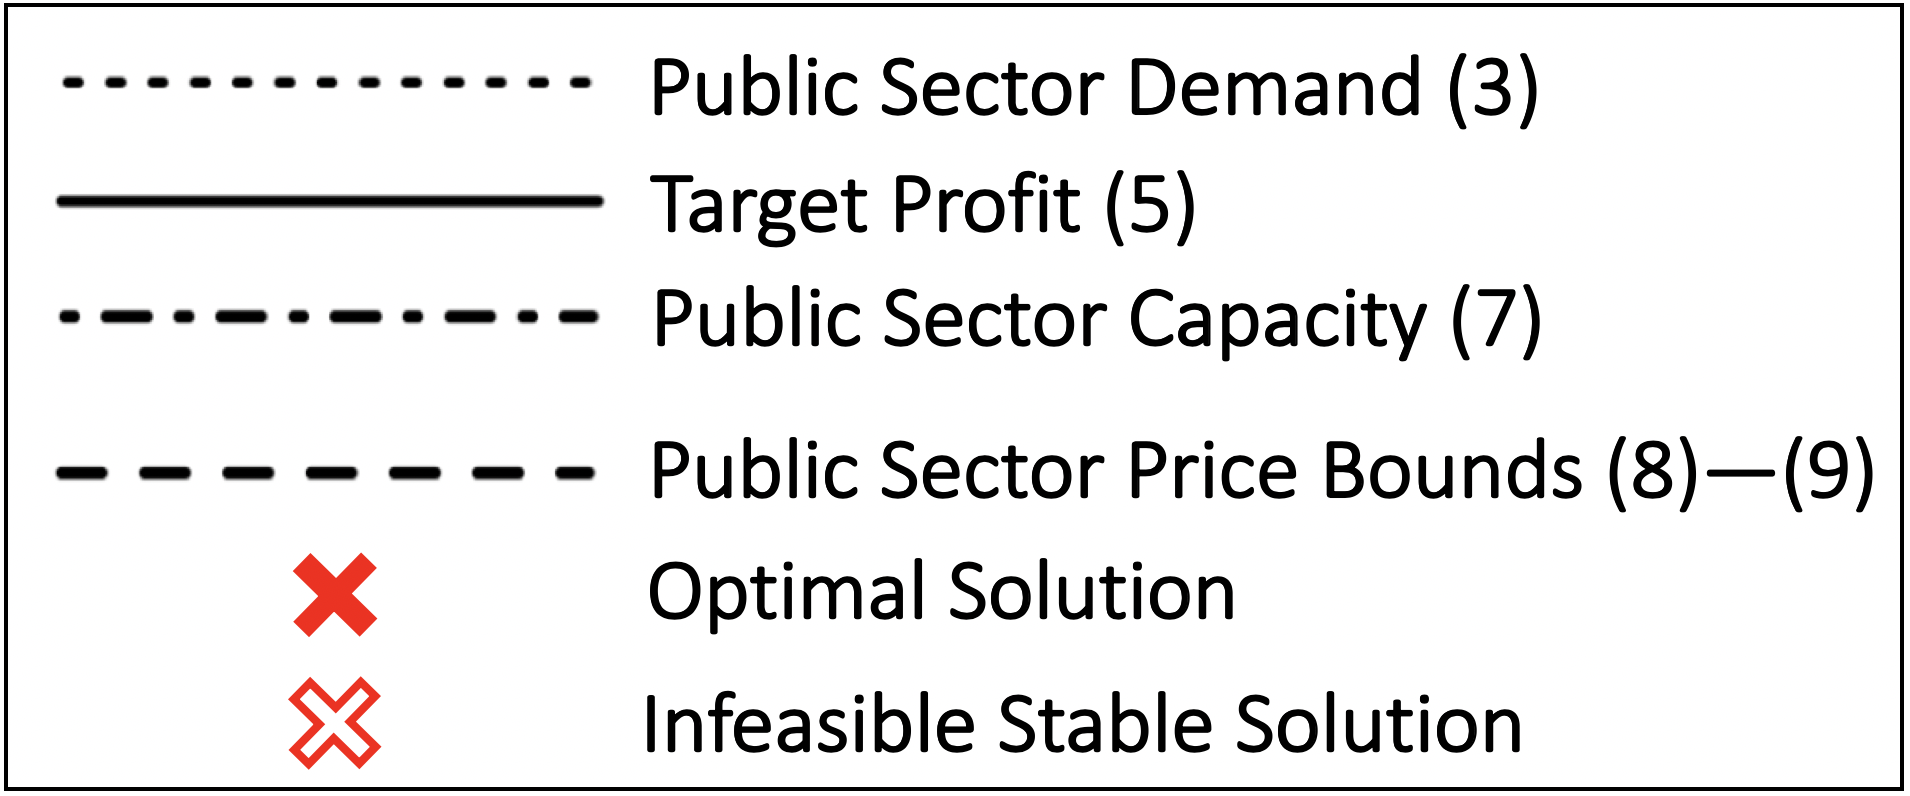 Public Sector Demand (3)
Target Profit (5)
Public Sector Capacity (7)
Public Sector Price Bounds (8)—(9)
Optimal Solution
Infeasible Stable Solution